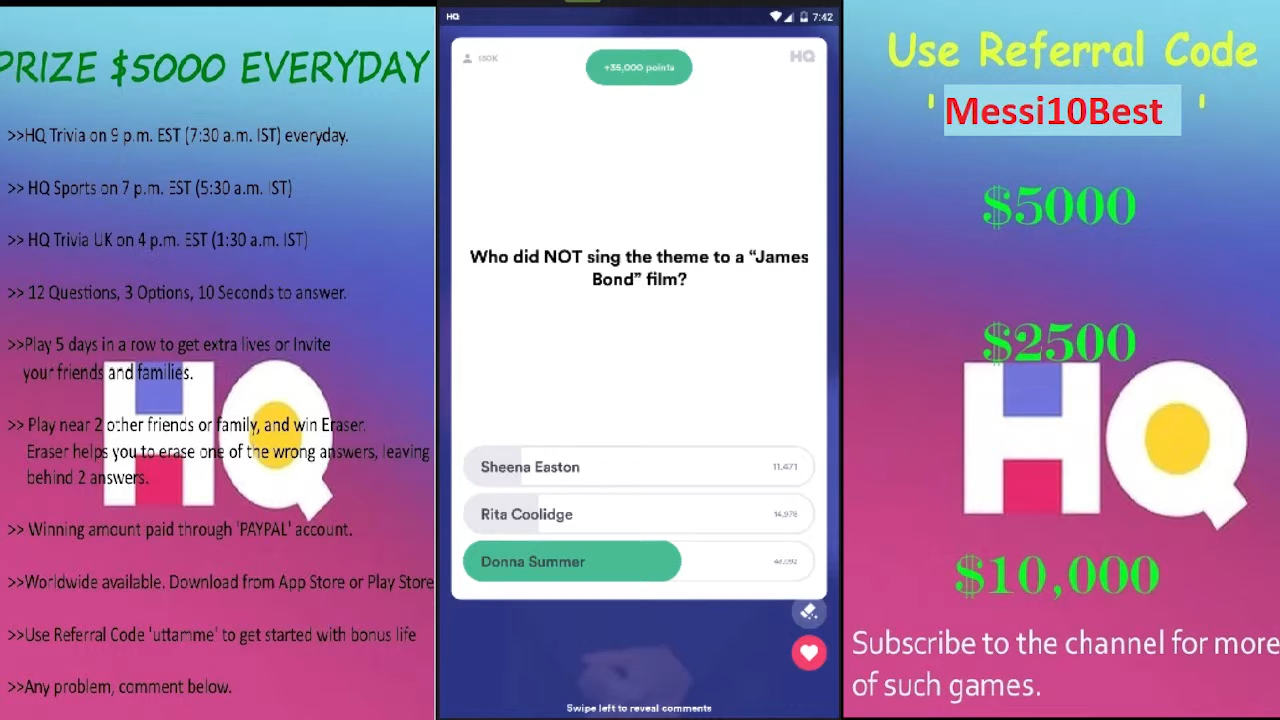 PRIZE $5000 EVERYDAY
>>HQ Trivia on 9 p.m. EST (7:30 a.m. IST) everyday.
>> HQ Sports on 7 p.m. EST (5:30 a.m. IST)
>> HQ Trivia UK on 4 p.m. EST (1:30 a.m. IST)
>> 12 Questions, 3 Options, 10 Seconds to answer.
>>Play 5 days in a row to get extra lives or Invite
your friends and families.
>> Play near 2 other friends or family, and win Eraser.
Eraser helps you to erase one of the wrong answers, leaving
behind 2 answers.
>> Winning amount paid through 'PAYPAL' account.
>>Worldwide available. Download from App Store or Play Store
>>Use Referral Code 'uttamme' to get started with bonus life
>>Any problem, comment below.
HQ
HQ
7:42
+35,000 points
HQ
Who did NOT sing the theme to a “James
Bond” film?
Sheena Easton
11,471
Rita Coolidge
14,978
Donna Summer
Swipe left to reveal comments
Use Referral Code
' Messi10Best '
$5000
$2500
HQ
$10,000
Subscribe to the channel for more
of such games.